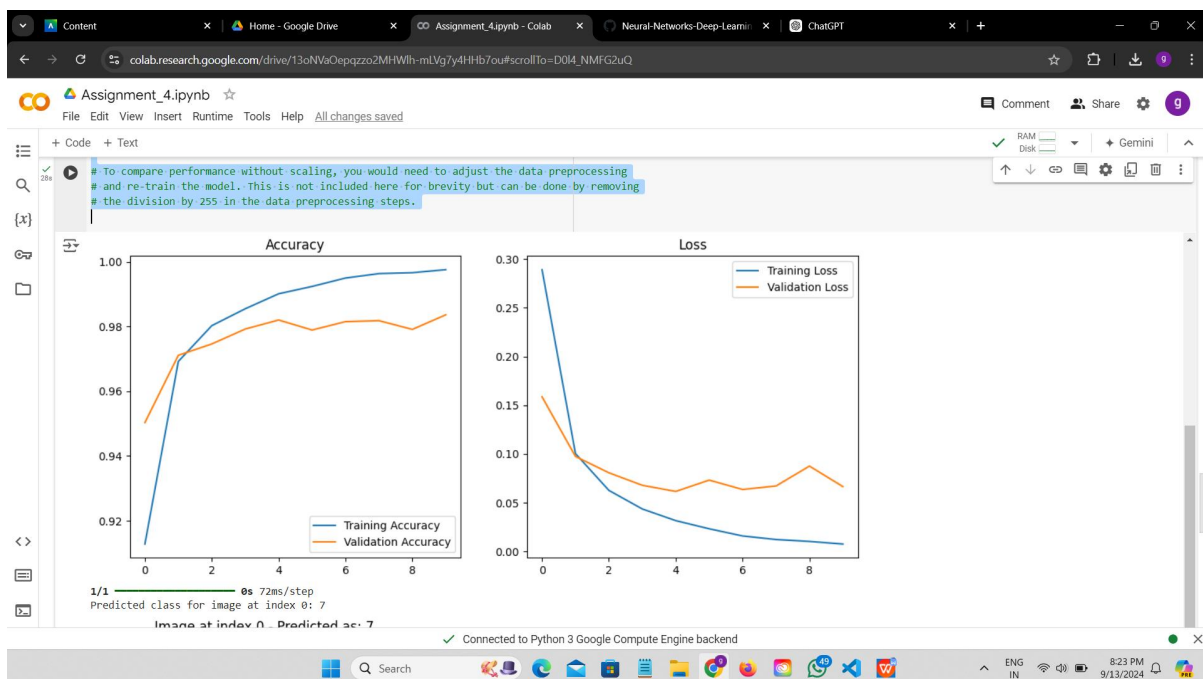 Content
Home - Google Drive
Assignment_4.ipynb - Colab
Neural-Networks-Deep-Learnin
ChatGPT
colab.research.google.com/drive/13oNVaOepqzzo2MHWlh-mLVg7y4HHb7ou#scrollTo=D0l4_NMFG2uQ
g
CO
Assignment_4.ipynb
Comment
Share
g
File Edit View Insert Runtime Tools Help All changes saved
+ Code + Text
RAM
Disk
Gemini
28s
# To compare performance without scaling, you would need to adjust the data preprocessing
# and re-train the model. This is not included here for brevity but can be done by removing
# the division by 255 in the data preprocessing steps.
{x}
Accuracy
1.00
0.98
0.96
0.94
0.92
0 2 4 6 8
Training Accuracy
Validation Accuracy
Loss
0.30
0.25
0.20
0.15
0.10
0.05
0.00
0 2 4 6 8
Training Loss
Validation Loss
1/1 ━━━━━━━━━━━━━━━━━━━━ 0s 72ms/step
Predicted class for image at index 0: 7
Image at index 0 - Predicted as: 7
Connected to Python 3 Google Compute Engine backend
Search
49
ENG
IN
8:23 PM
9/13/2024
PRE